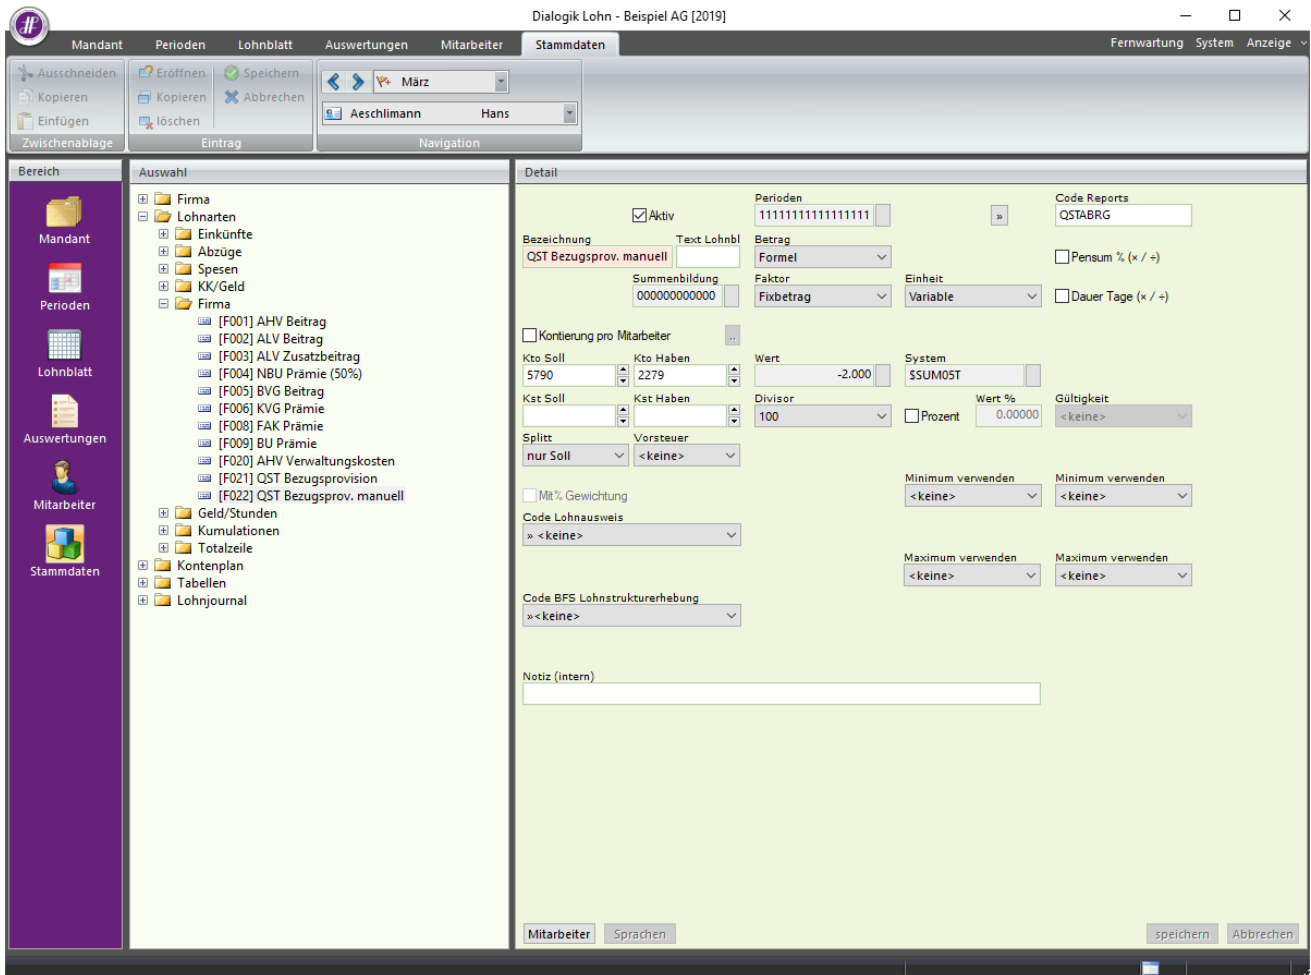 Dialogik Lohn - Beispiel AG [2019]
Mandant Perioden Lohnblatt Auswertungen Mitarbeiter Stammdaten Fernwartung System Anzeige
Ausschneiden Eröffnen Speichern März
Kopieren Kopieren Abbrechen
Einfügen löschen Aeschlimann Hans
Zwischenablage Eintrag Navigation
Bereich
Mandant
Perioden
Lohnblatt
Auswertungen
Mitarbeiter
Stammdaten
Auswahl
Firma
Lohnarten
Einkünfte
Abzüge
Spesen
KK/Geld
Firma
[F001] AHV Beitrag
[F002] ALV Beitrag
[F003] ALV Zusatzbeitrag
[F004] NBU Prämie (50%)
[F005] BVG Beitrag
[F006] KVG Prämie
[F008] FAK Prämie
[F009] BU Prämie
[F020] AHV Verwaltungskosten
[F021] QST Bezugsprovision
[F022] QST Bezugsprov. manuell
Geld/Stunden
Kumulationen
Totalzeile
Kontenplan
Tabellen
Lohnjournal
Detail
Perioden Code Reports
Aktiv 11111111111111111 » QSTABRG
Bezeichnung Text Lohnbl Betrag
QST Bezugsprov. manuell Formel Pensum % (× / ÷)
Summenbildung Faktor Einheit
000000000000 Fixbetrag Variable Dauer Tage (× / ÷)
Kontierung pro Mitarbeiter ..
Kto Soll Kto Haben Wert System
5790 2279 -2.000 $SUM05T
Kst Soll Kst Haben Divisor Wert % Gültigkeit
100 Prozent 0.00000 <keine>
Splitt Vorsteuer
nur Soll <keine>
Minimum verwenden Minimum verwenden
Mit% Gewichtung <keine> <keine>
Code Lohnausweis
» <keine>
Maximum verwenden Maximum verwenden
<keine> <keine>
Code BFS Lohnstrukturerhebung
»<keine>
Notiz (intern)
Mitarbeiter Sprachen speichern Abbrechen